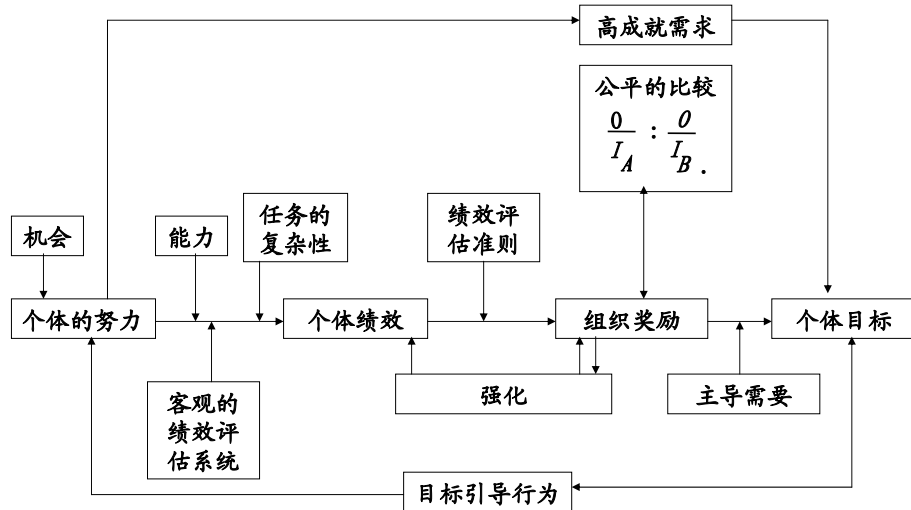 高成就需求
公平的比较
0/I_A : O/I_B .
机会
能力
任务的
复杂性
绩效评
估准则
个体的努力
个体绩效
组织奖励
个体目标
客观的
绩效评
估系统
强化
主导需要
目标引导行为